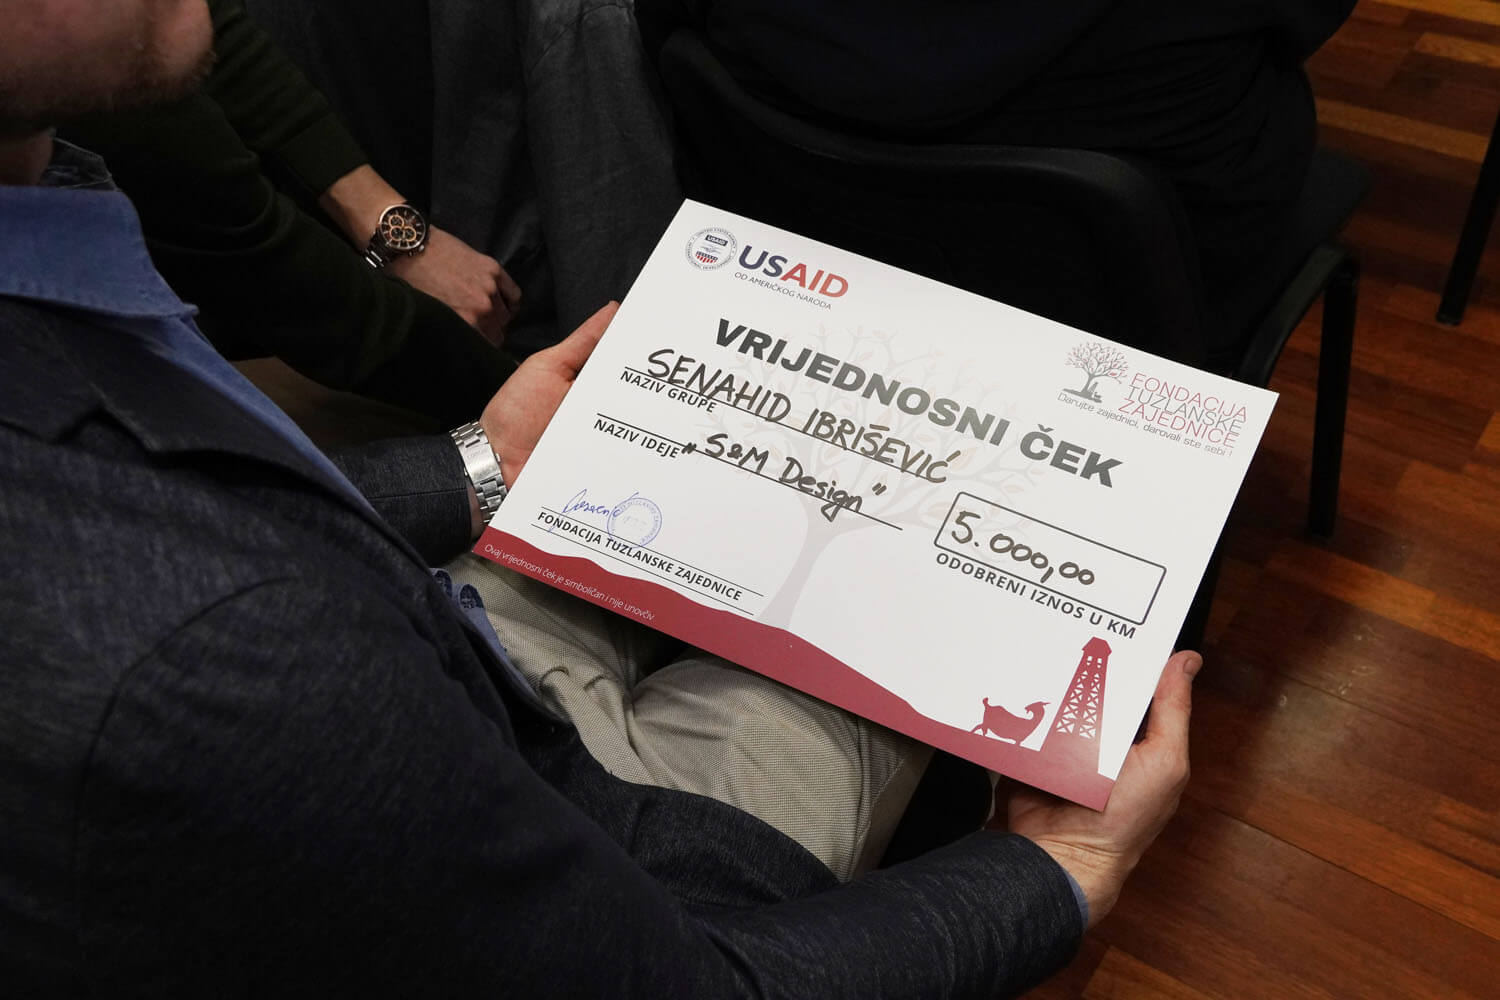 USAID
OD AMERIČKOG NARODA
FONDACIJA
TUZLANSKE
ZAJEDNICE
Darujte zajednici, darovali ste sebi !
VRIJEDNOSNI ČEK
SENAHID IBRIŠEVIĆ
NAZIV GRUPE
"S&M Design"
NAZIV IDEJE
5.000,00
ODOBRENI IZNOS U KM
FONDACIJA TUZLANSKE ZAJEDNICE
Ovaj vrijednosni ček je simboličan i nije unovčiv